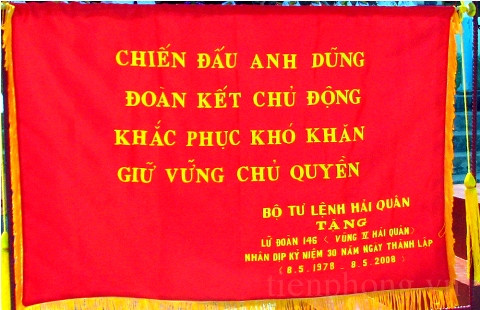 CHIẾN ĐẤU ANH DŨNG
ĐOÀN KẾT CHỦ ĐỘNG
KHẮC PHỤC KHÓ KHĂN
GIỮ VỮNG CHỦ QUYỀN
BỘ TƯ LỆNH HẢI QUÂN
TẶNG
LỮ ĐOÀN 146 ( VÙNG IV HẢI QUÂN)
NHÂN DỊP KỶ NIỆM 30 NĂM NGÀY THÀNH LẬP
( 8.5.1978 - 8.5.2008 )
tienphong.vn